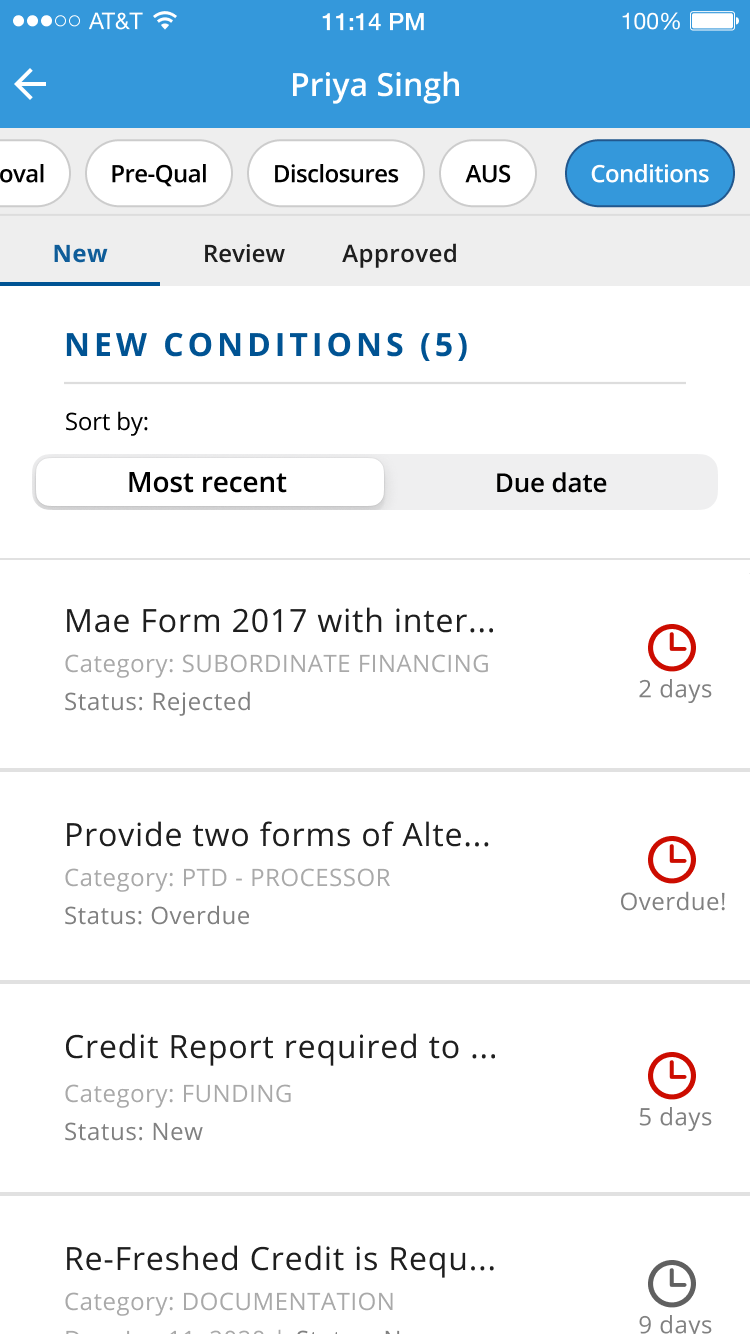 AT&T 11:14 PM 100%
Priya Singh
oval Pre-Qual Disclosures AUS Conditions
New Review Approved
NEW CONDITIONS (5)
Sort by:
Most recent Due date
Mae Form 2017 with inter...
Category: SUBORDINATE FINANCING
Status: Rejected
2 days
Provide two forms of Alte...
Category: PTD - PROCESSOR
Status: Overdue
Overdue!
Credit Report required to ...
Category: FUNDING
Status: New
5 days
Re-Freshed Credit is Requ...
Category: DOCUMENTATION
9 days